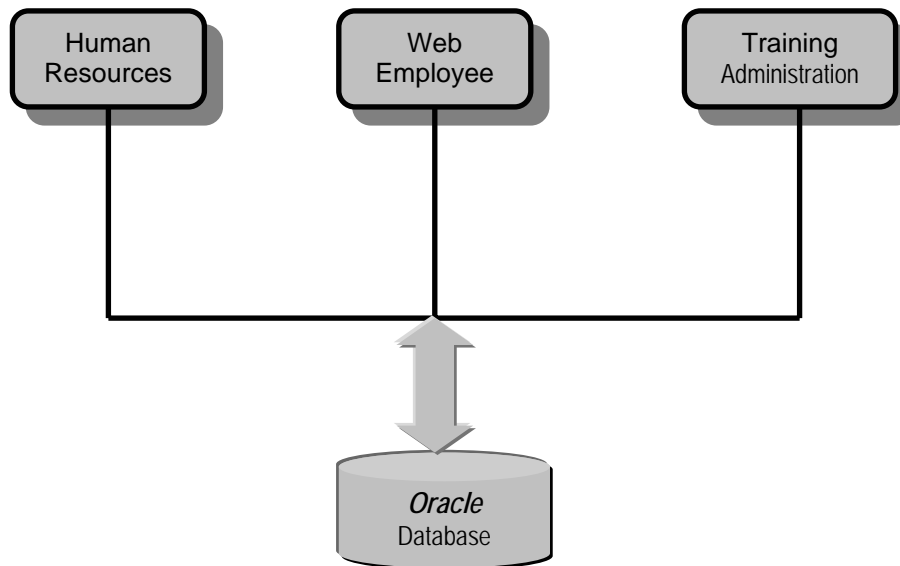 Human
Resources
Web
Employee
Training
Administration
Oracle
Database